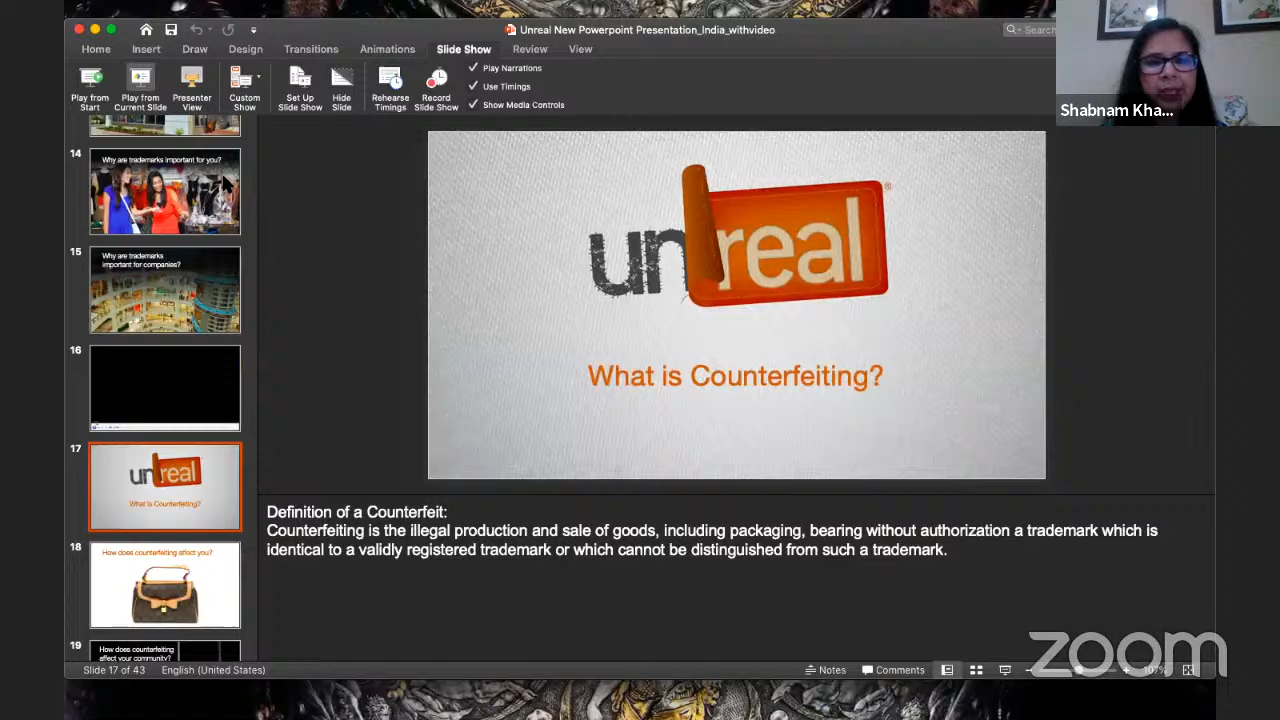 Unreal New Powerpoint Presentation_India_withvideo
Search
Home Insert Draw Design Transitions Animations Slide Show Review View
Play from Start
Play from Current Slide
Presenter View
Custom Show
Set Up Slide Show
Hide Slide
Rehearse Timings
Record Slide Show
Play Narrations
Use Timings
Show Media Controls
Shabnam Kha...
14
Why are trademarks important for you?
15
Why are trademarks
important for companies?
16
17
unreal
What is Counterfeiting?
18
How does counterfeiting affect you?
19
How does counterfeiting
affect your community?
unreal®
What is Counterfeiting?
Definition of a Counterfeit:
Counterfeiting is the illegal production and sale of goods, including packaging, bearing without authorization a trademark which is
identical to a validly registered trademark or which cannot be distinguished from such a trademark.
Slide 17 of 43 English (United States) Notes Comments 107%
zoom